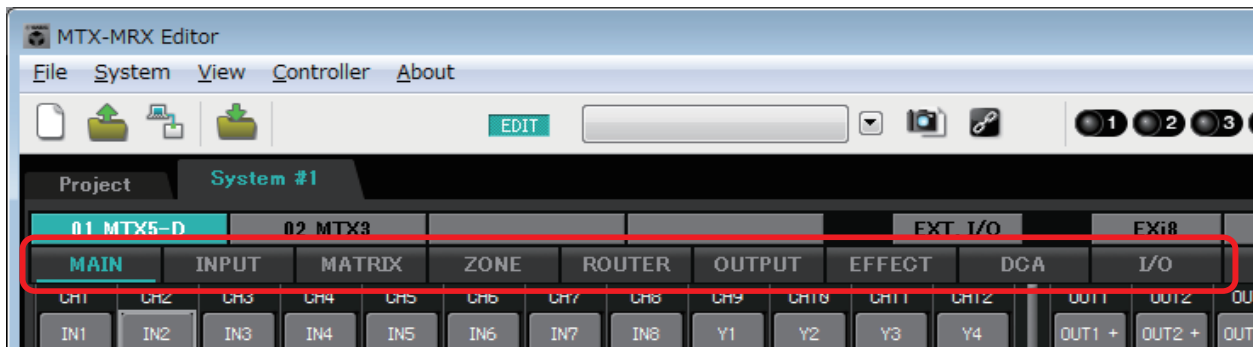 MTX-MRX Editor
File System View Controller About
EDIT 1 2 3
Project System #1
01 MTX5-D 02 MTX3 EXT. I/O EXi8
MAIN INPUT MATRIX ZONE ROUTER OUTPUT EFFECT DCA I/O
CH1 CH2 CH3 CH4 CH5 CH6 CH7 CH8 CH9 CH10 CH11 CH12 OUT1 OUT2 OU
IN1 IN2 IN3 IN4 IN5 IN6 IN7 IN8 Y1 Y2 Y3 Y4 OUT1 + OUT2 + OUT